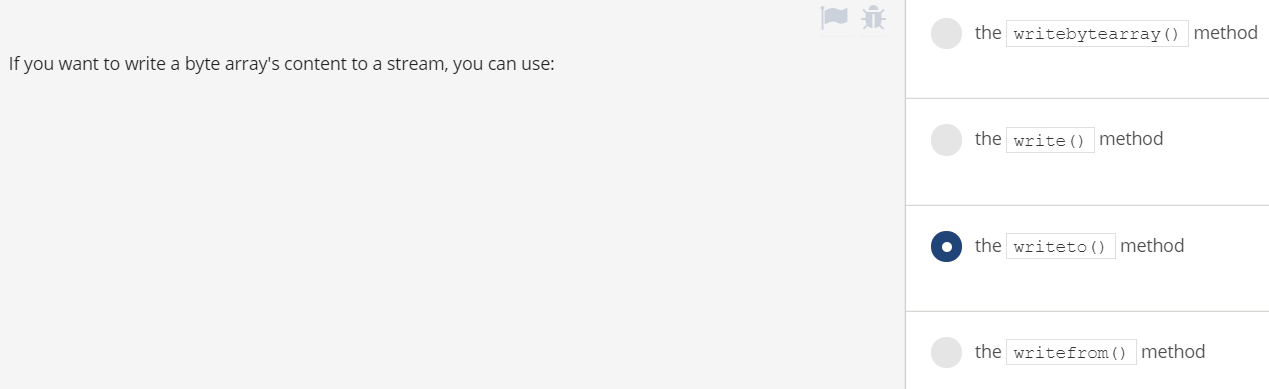 If you want to write a byte array's content to a stream, you can use:
the writebytearray() method
the write() method
the writeto() method
the writefrom() method